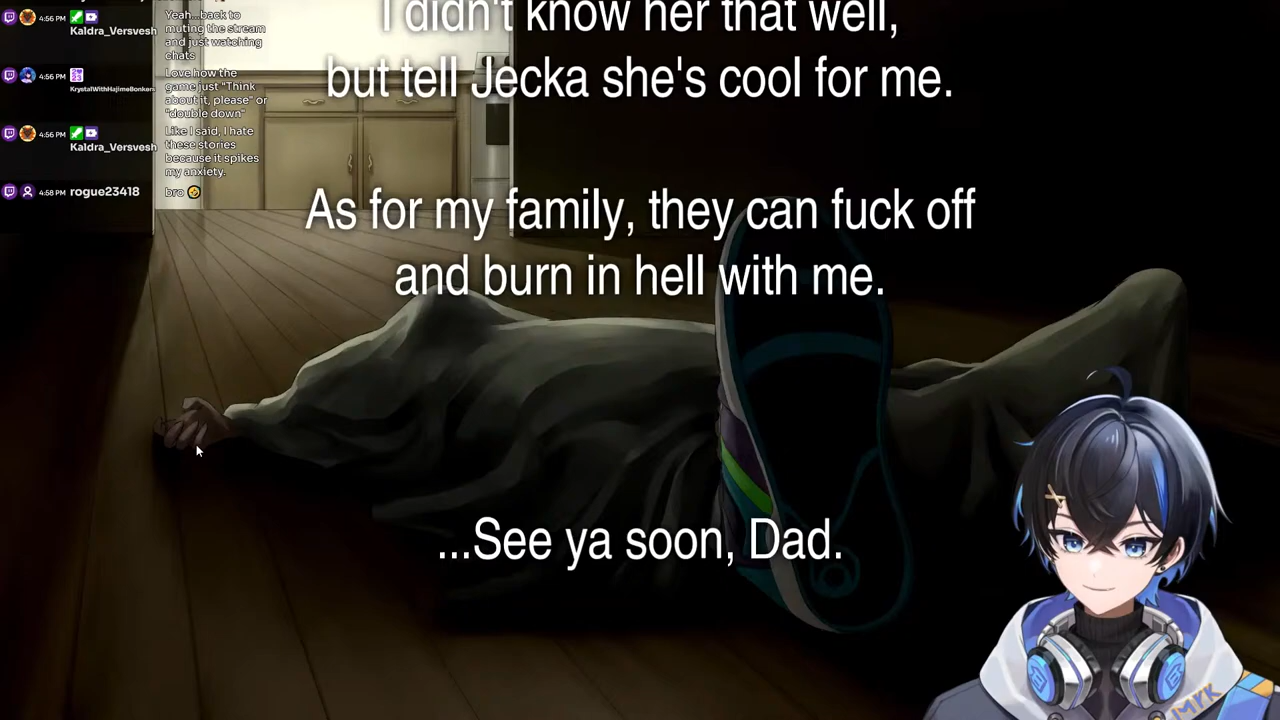 4:56 PM Kaldra_Versvesh
Yeah...back to
muting the stream
and just watching
chats
4:56 PM KrystalWithHajimeBonkers
Love how the
game just "Think
about it, please" or
"double down"
4:56 PM Kaldra_Versvesh
Like I said, I hate
these stories
because it spikes
my anxiety.
4:58 PM rogue23418
bro 🤣
I didn't know her that well,
but tell Jecka she's cool for me.
As for my family, they can fuck off
and burn in hell with me.
...See ya soon, Dad.